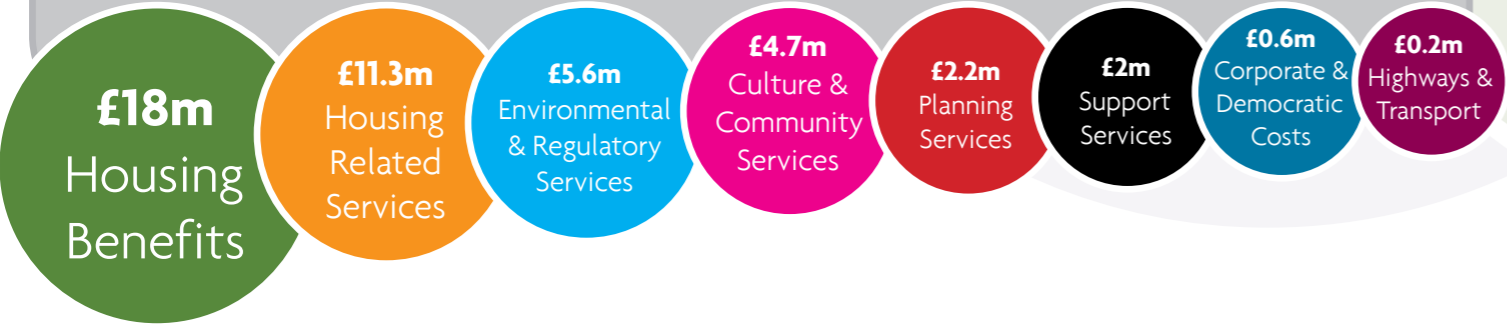 £18m
Housing
Benefits
£11.3m
Housing
Related
Services
£5.6m
Environmental
& Regulatory
Services
£4.7m
Culture &
Community
Services
£2.2m
Planning
Services
£2m
Support
Services
£0.6m
Corporate &
Democratic
Costs
£0.2m
Highways &
Transport